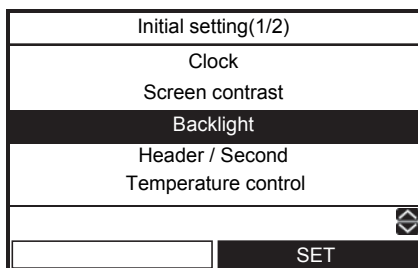 Initial setting(1/2)
Clock
Screen contrast
Backlight
Header / Second
Temperature control
SET